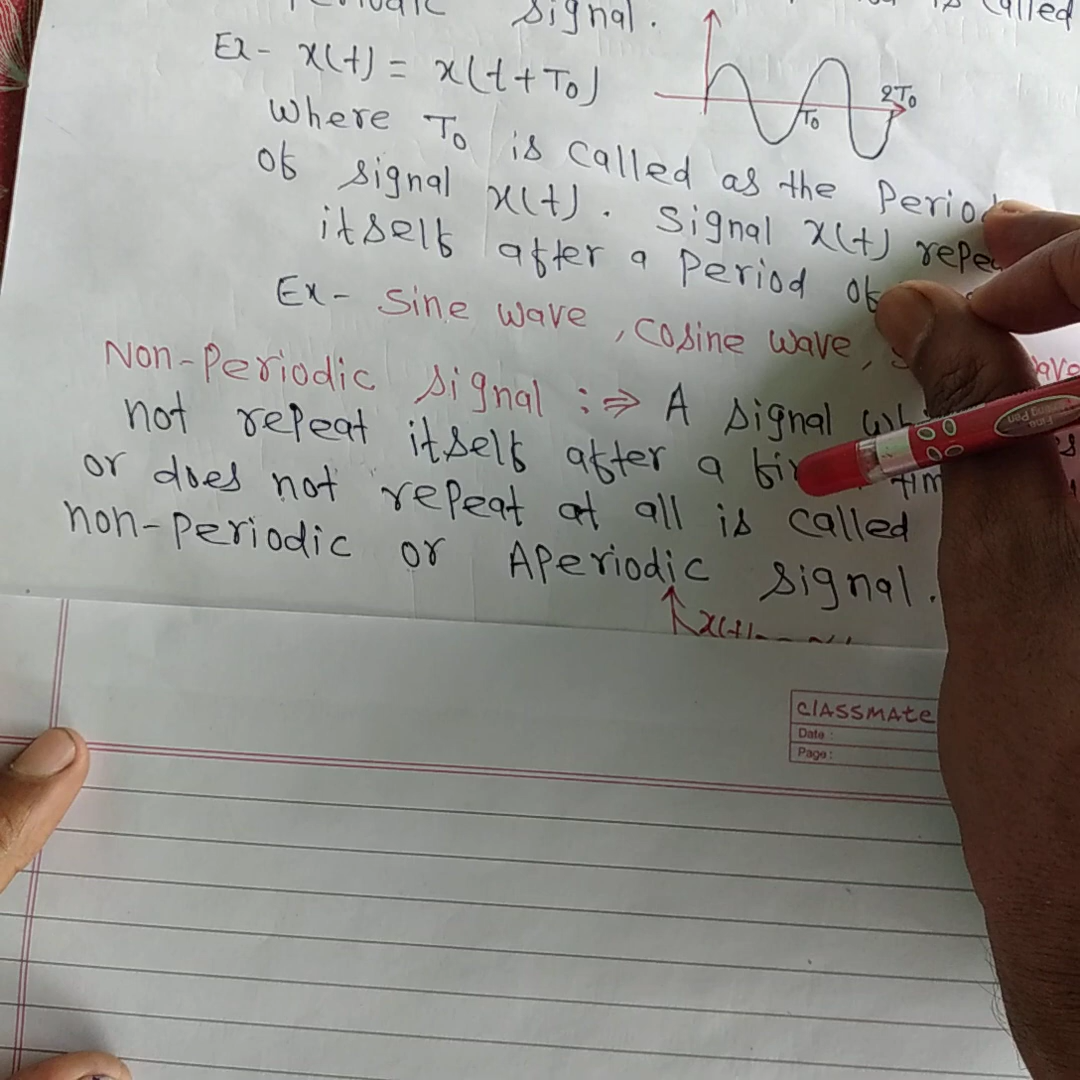 signal. is called
Ex- x(t) = x(t+T₀)
T₀ 2T₀
where T₀ is called as the Period
of signal x(t). signal x(t)
itself after a Period of
Ex- Sine wave, Cosine wave,
Non-Periodic signal :⇒ A signal
not repeat itself after a
or does not repeat at all is called
non-Periodic or APeriodic signal.
x(t)
CLASSMATE
Date :
Page :